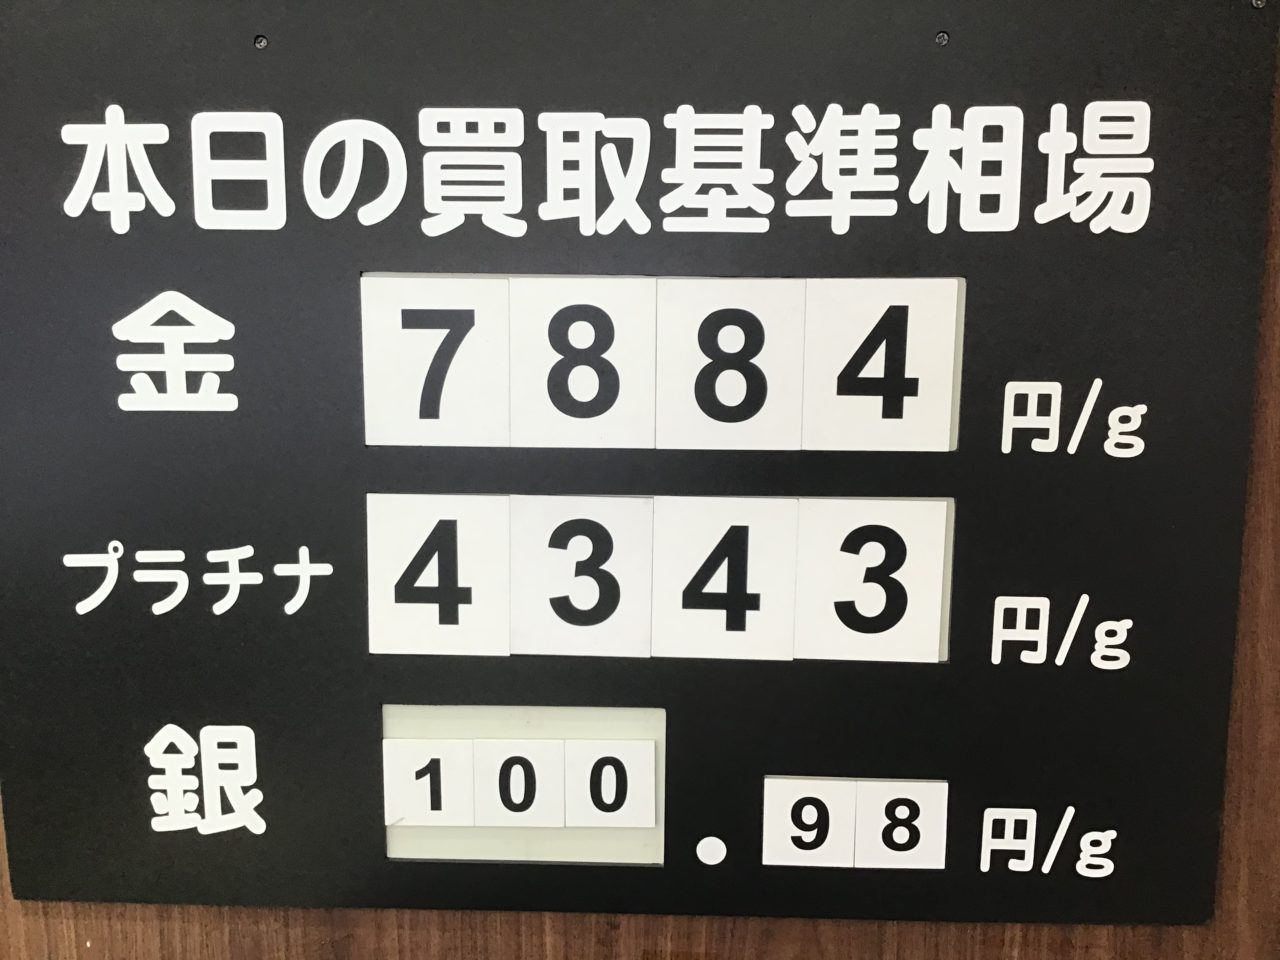 本日の買取基準相場
金 7884 円/g
プラチナ 4343 円/g
銀 100.98 円/g